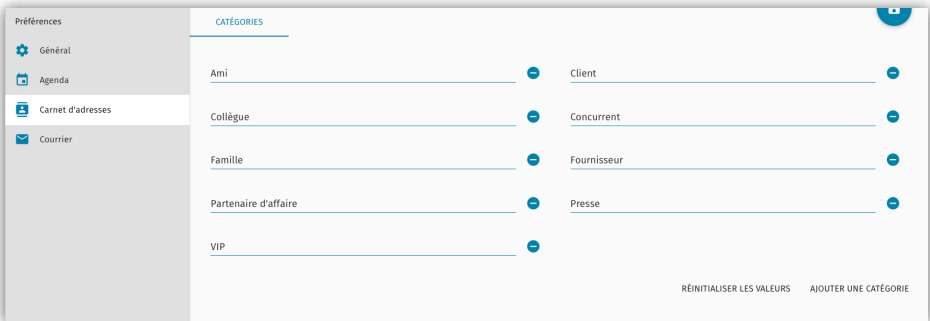 Préférences
CATÉGORIES
Général
Agenda
Carnet d'adresses
Courrier
Ami
Client
Collègue
Concurrent
Famille
Fournisseur
Partenaire d'affaire
Presse
VIP
RÉINITIALISER LES VALEURS AJOUTER UNE CATÉGORIE